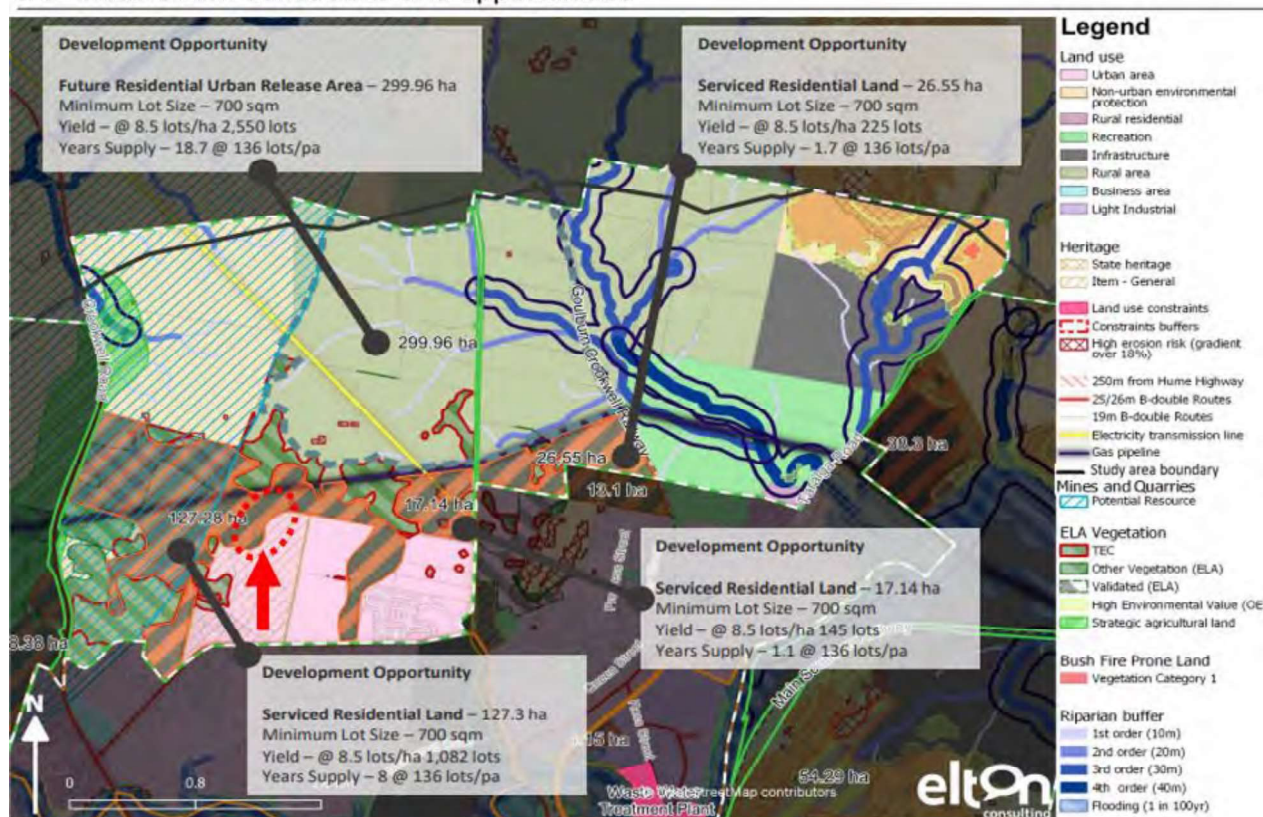 Development Opportunity
Future Residential Urban Release Area – 299.96 ha
Minimum Lot Size – 700 sqm
Yield – @ 8.5 lots/ha 2,550 lots
Years Supply – 18.7 @ 136 lots/pa
Development Opportunity
Serviced Residential Land – 26.55 ha
Minimum Lot Size – 700 sqm
Yield – @ 8.5 lots/ha 225 lots
Years Supply – 1.7 @ 136 lots/pa
299.96 ha
Goulburn Crookwell
26.55 ha
13.1 ha
39.3 ha
17.14 ha
127.28 ha
8.38 ha
Development Opportunity
Serviced Residential Land – 17.14 ha
Minimum Lot Size – 700 sqm
Yield – @ 8.5 lots/ha 145 lots
Years Supply – 1.1 @ 136 lots/pa
Development Opportunity
Serviced Residential Land – 127.3 ha
Minimum Lot Size – 700 sqm
Yield – @ 8.5 lots/ha 1,082 lots
Years Supply – 8 @ 136 lots/pa
Main
Street
54.29 ha
Waste Water
StreetMap contributors
Treatment Plant
N
0
0.8
elton
consulting
Legend
Land use
Urban area
Non-urban environmental
protection
Rural residential
Recreation
Infrastructure
Rural area
Business area
Light Industrial
Heritage
State heritage
Item - General
Land use constraints
Constraints buffers
High erosion risk (gradient
over 18%)
250m from Hume Highway
25/26m B-double Routes
19m B-double Routes
Electricity transmission line
Gas pipeline
Study area boundary
Mines and Quarries
Potential Resource
ELA Vegetation
TEC
Other Vegetation (ELA)
Validated (ELA)
High Environmental Value (OE
Strategic agricultural land
Bush Fire Prone Land
Vegetation Category 1
Riparian buffer
1st order (10m)
2nd order (20m)
3rd order (30m)
4th order (40m)
Flooding (1 in 100yr)